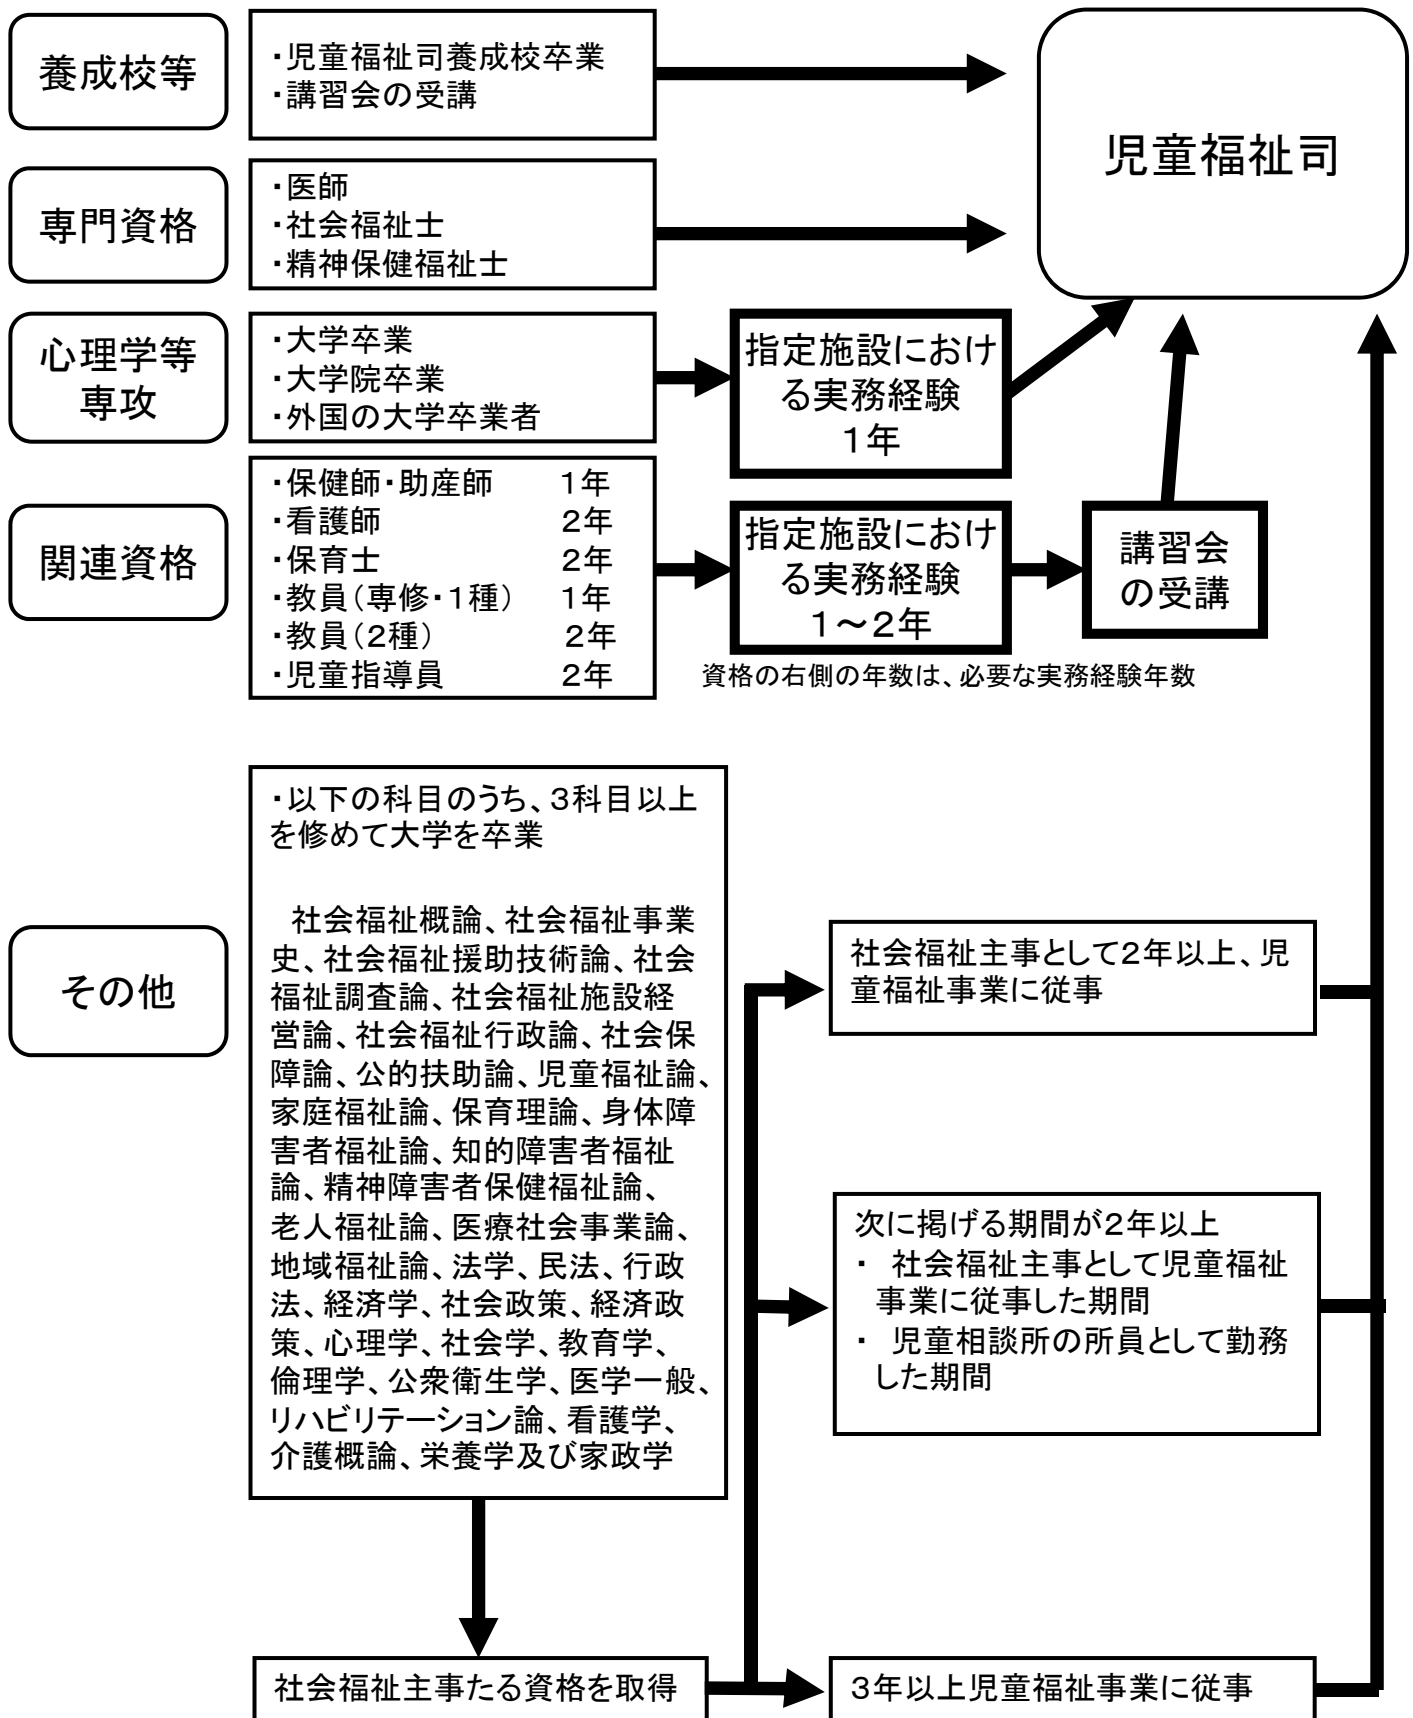 養成校等
・児童福祉司養成校卒業
・講習会の受講
児童福祉司
専門資格
・医師
・社会福祉士
・精神保健福祉士
心理学等
専攻
・大学卒業
・大学院卒業
・外国の大学卒業者
指定施設におけ
る実務経験
1年
関連資格
・保健師・助産師 1年
・看護師 2年
・保育士 2年
・教員(専修・1種) 1年
・教員(2種) 2年
・児童指導員 2年
指定施設におけ
る実務経験
1～2年
講習会
の受講
資格の右側の年数は、必要な実務経験年数
その他
・以下の科目のうち、3科目以上
を修めて大学を卒業
社会福祉概論、社会福祉事業
史、社会福祉援助技術論、社会
福祉調査論、社会福祉施設経
営論、社会福祉行政論、社会保
障論、公的扶助論、児童福祉論、
家庭福祉論、保育理論、身体障
害者福祉論、知的障害者福祉
論、精神障害者保健福祉論、
老人福祉論、医療社会事業論、
地域福祉論、法学、民法、行政
法、経済学、社会政策、経済政
策、心理学、社会学、教育学、
倫理学、公衆衛生学、医学一般、
リハビリテーション論、看護学、
介護概論、栄養学及び家政学
社会福祉主事として2年以上、児
童福祉事業に従事
次に掲げる期間が2年以上
・ 社会福祉主事として児童福祉
事業に従事した期間
・ 児童相談所の所員として勤務
した期間
社会福祉主事たる資格を取得
3年以上児童福祉事業に従事